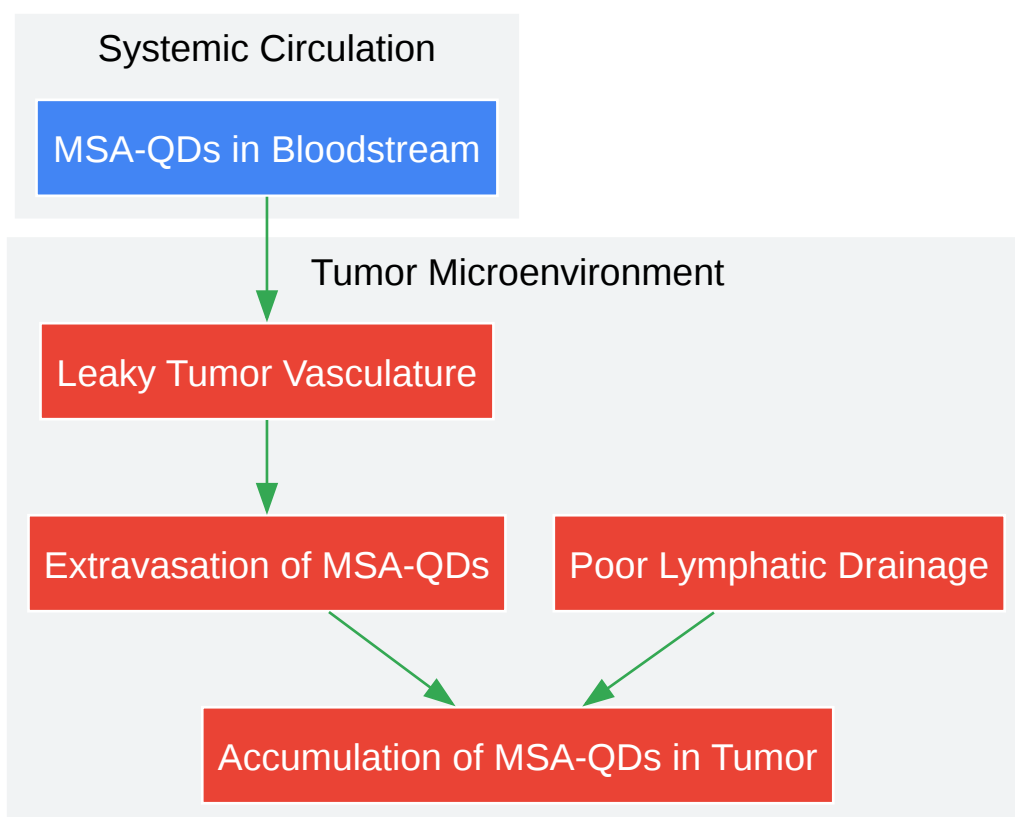 Systemic Circulation
MSA-QDs in Bloodstream
Tumor Microenvironment
Leaky Tumor Vasculature
Extravasation of MSA-QDs
Poor Lymphatic Drainage
Accumulation of MSA-QDs in Tumor